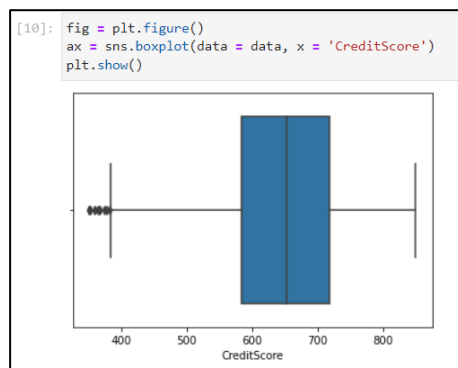 [10]: fig = plt.figure()
ax = sns.boxplot(data = data, x = 'CreditScore')
plt.show()
400 500 600 700 800
CreditScore